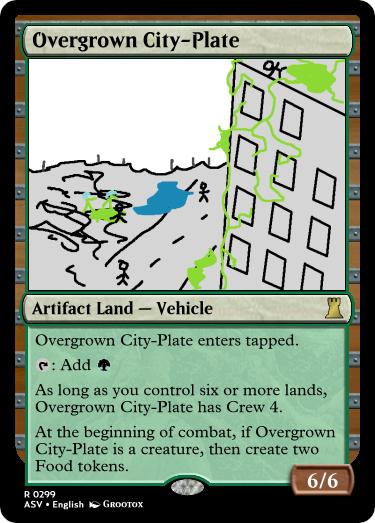 Overgrown City-Plate
Artifact Land — Vehicle
Overgrown City-Plate enters tapped.
: Add
As long as you control six or more lands,
Overgrown City-Plate has Crew 4.
At the beginning of combat, if Overgrown
City-Plate is a creature, then create two
Food tokens.
6/6
R 0299
ASV • English Grootox